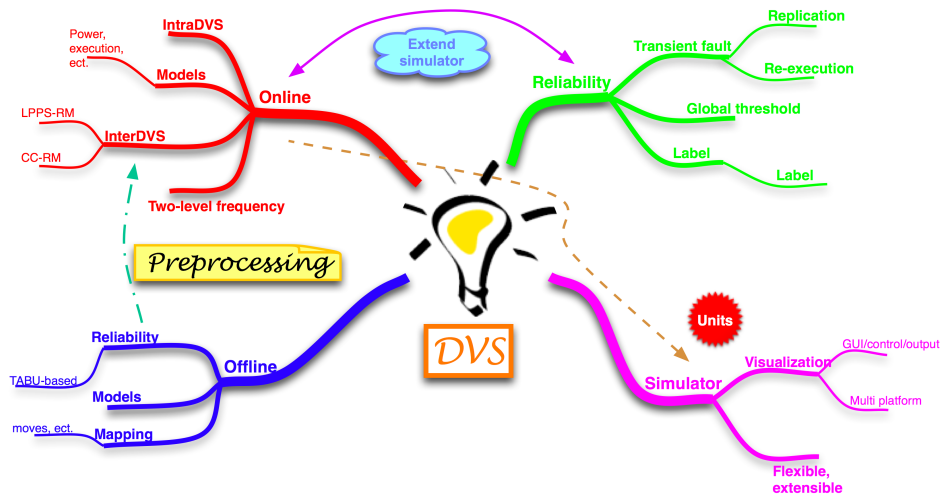 IntraDVS
Power,
execution,
ect.
Models
Online
LPPS-RM
InterDVS
CC-RM
Two-level frequency
Extend
simulator
Replication
Transient fault
Re-execution
Reliability
Global threshold
Label
Label
Preprocessing
DVS
Reliability
Offline
TABU-based
Models
moves, ect.
Mapping
Units
GUI/control/output
Visualization
Simulator
Multi platform
Flexible,
extensible